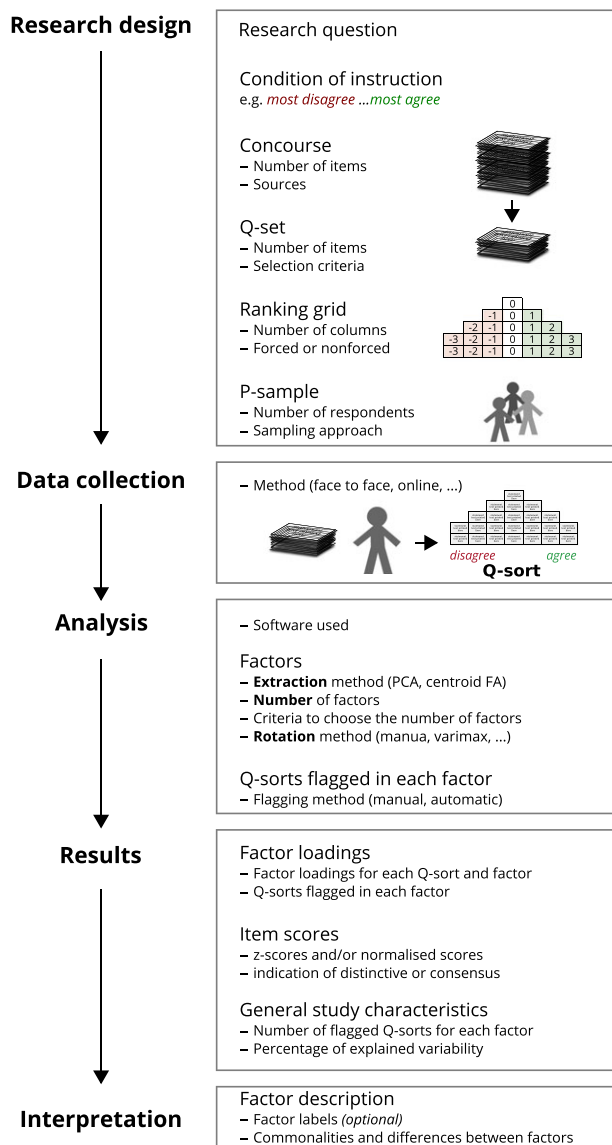 Research design
Research question
Condition of instruction
e.g. most disagree ...most agree
Concourse
– Number of items
– Sources
Q-set
– Number of items
– Selection criteria
Ranking grid
– Number of columns
– Forced or nonforced
0
-1 0 1
-2 -1 0 1 2
-3 -2 -1 0 1 2 3
-3 -2 -1 0 1 2 3
P-sample
– Number of respondents
– Sampling approach
Data collection
– Method (face to face, online, ...)
disagree agree
Q-sort
Analysis
– Software used
Factors
– Extraction method (PCA, centroid FA)
– Number of factors
– Criteria to choose the number of factors
– Rotation method (manua, varimax, ...)
Q-sorts flagged in each factor
– Flagging method (manual, automatic)
Results
Factor loadings
– Factor loadings for each Q-sort and factor
– Q-sorts flagged in each factor
Item scores
– z-scores and/or normalised scores
– indication of distinctive or consensus
General study characteristics
– Number of flagged Q-sorts for each factor
– Percentage of explained variability
Interpretation
Factor description
– Factor labels (optional)
– Commonalities and differences between factors